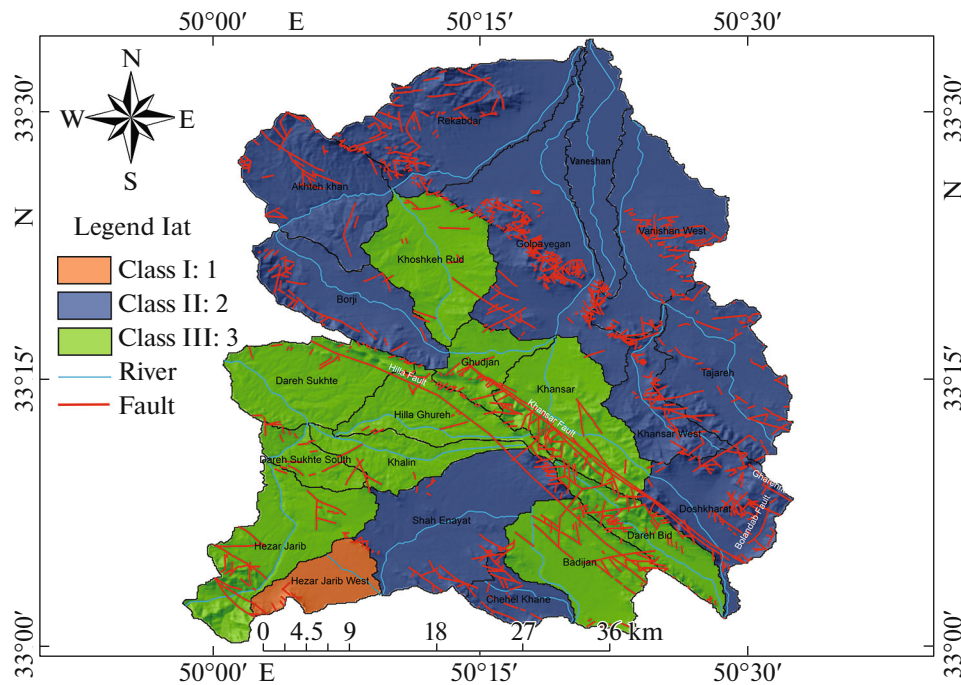 50°00′ E 50°15′ 50°30′
N
W E
S
33°30′
33°30′
N
N
Rekabdar
Vaneshan
Akhteh khan
Vanishan West
Golpayegan
Khoshkeh Rud
Borji
Legend Iat
Class I: 1
Class II: 2
Class III: 3
River
Fault
33°15′
33°15′
Ghudjan
Hilla Fault
Dareh Sukhte
Tajareh
Khansar
Khansar Fault
Hilla Ghureh
Khansar West
Dareh Sukhte South
Khalin
Doshkharat
Bolandab Fault
Shah Enayat
Dareh Bid
Hezar Jarib
Badijan
Hezar Jarib West
Chehel Khane
0 4.5 9 18 27 36 km
33°00′
33°00′
50°00′ 50°15′ E 50°30′